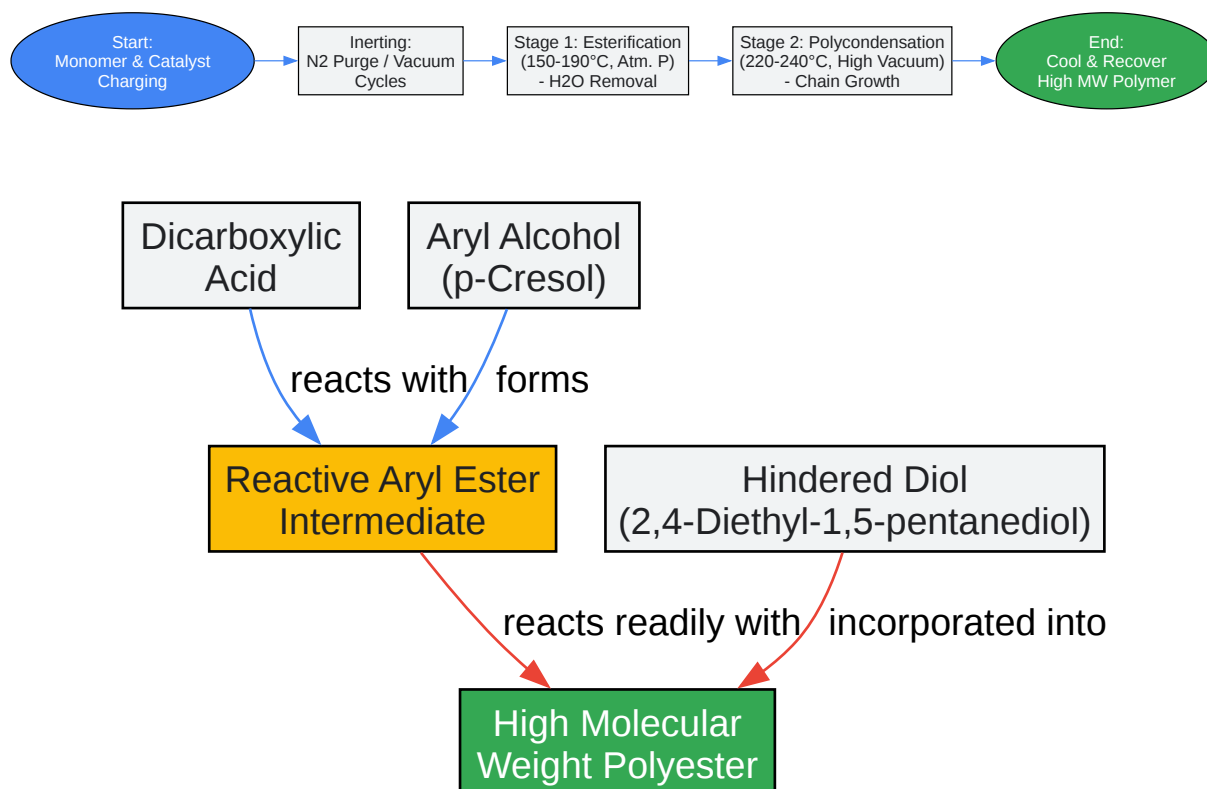 Start:
Monomer & Catalyst
Charging
Inerting:
N2 Purge / Vacuum
Cycles
Stage 1: Esterification
(150-190°C, Atm. P)
- H2O Removal
Stage 2: Polycondensation
(220-240°C, High Vacuum)
- Chain Growth
End:
Cool & Recover
High MW Polymer
Dicarboxylic
Acid
Aryl Alcohol
(p-Cresol)
reacts with
forms
Reactive Aryl Ester
Intermediate
Hindered Diol
(2,4-Diethyl-1,5-pentanediol)
reacts readily with
incorporated into
High Molecular
Weight Polyester